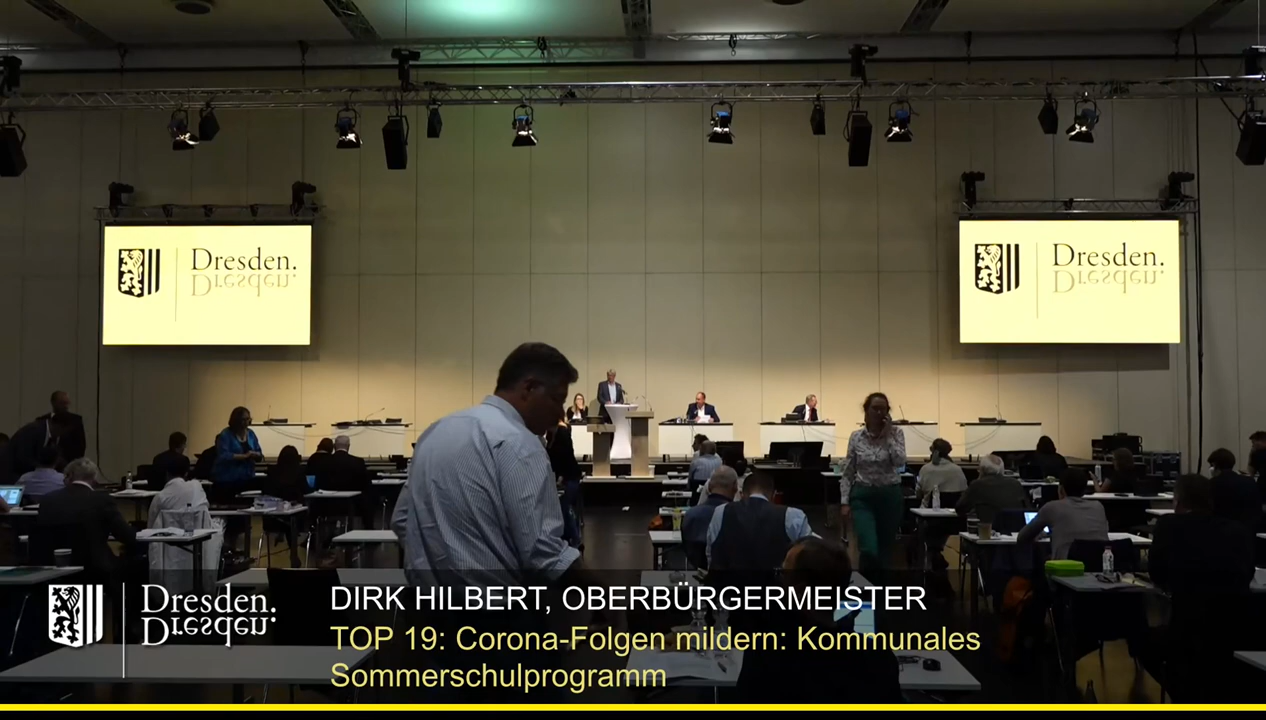 Dresden.
Dresden.
Dresden.
Dresden.
Dresden.
Dresden.
DIRK HILBERT, OBERBÜRGERMEISTER
TOP 19: Corona-Folgen mildern: Kommunales
Sommerschulprogramm